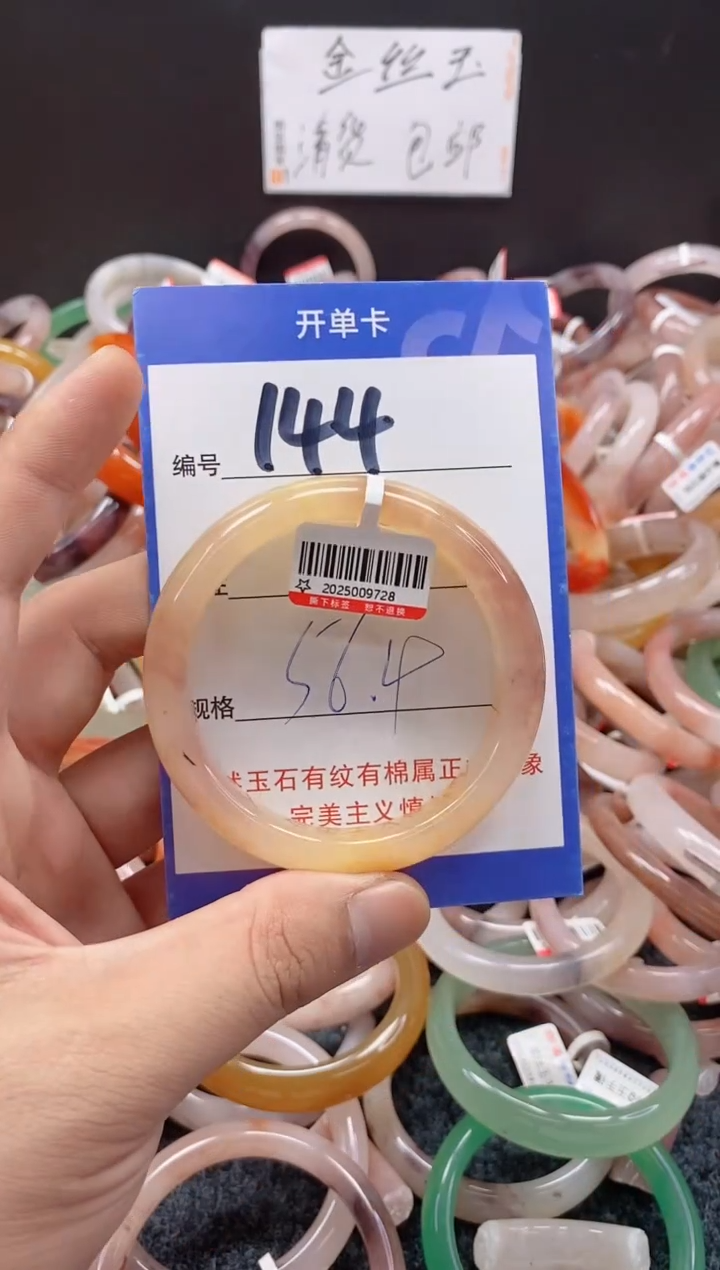 金丝玉
清货 包邮
开单卡
编号 144
2025009728
撕下标签 恕不退换
规格 56.4
玉石有纹有棉属正 象
完美主义慎